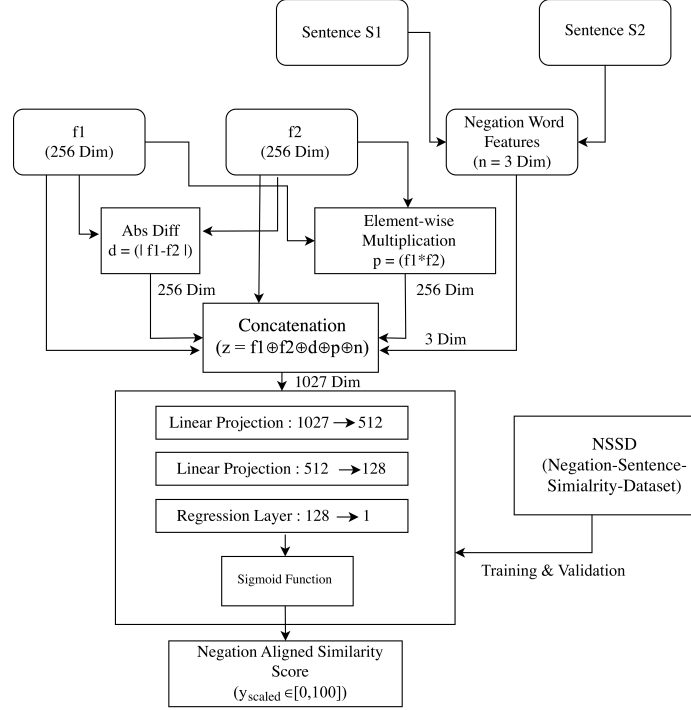 Sentence S1
Sentence S2
f1
(256 Dim)
f2
(256 Dim)
Negation Word
Features
(n = 3 Dim)
Abs Diff
d = (| f1-f2 |)
Element-wise
Multiplication
p = (f1*f2)
256 Dim
256 Dim
Concatenation
(z = f1⊕f2⊕d⊕p⊕n)
3 Dim
1027 Dim
Linear Projection : 1027 → 512
Linear Projection : 512 → 128
Regression Layer : 128 → 1
Sigmoid Function
NSSD
(Negation-Sentence-
Simialrity-Dataset)
Training & Validation
Negation Aligned Similarity
Score
(y scaled ∈[0,100])